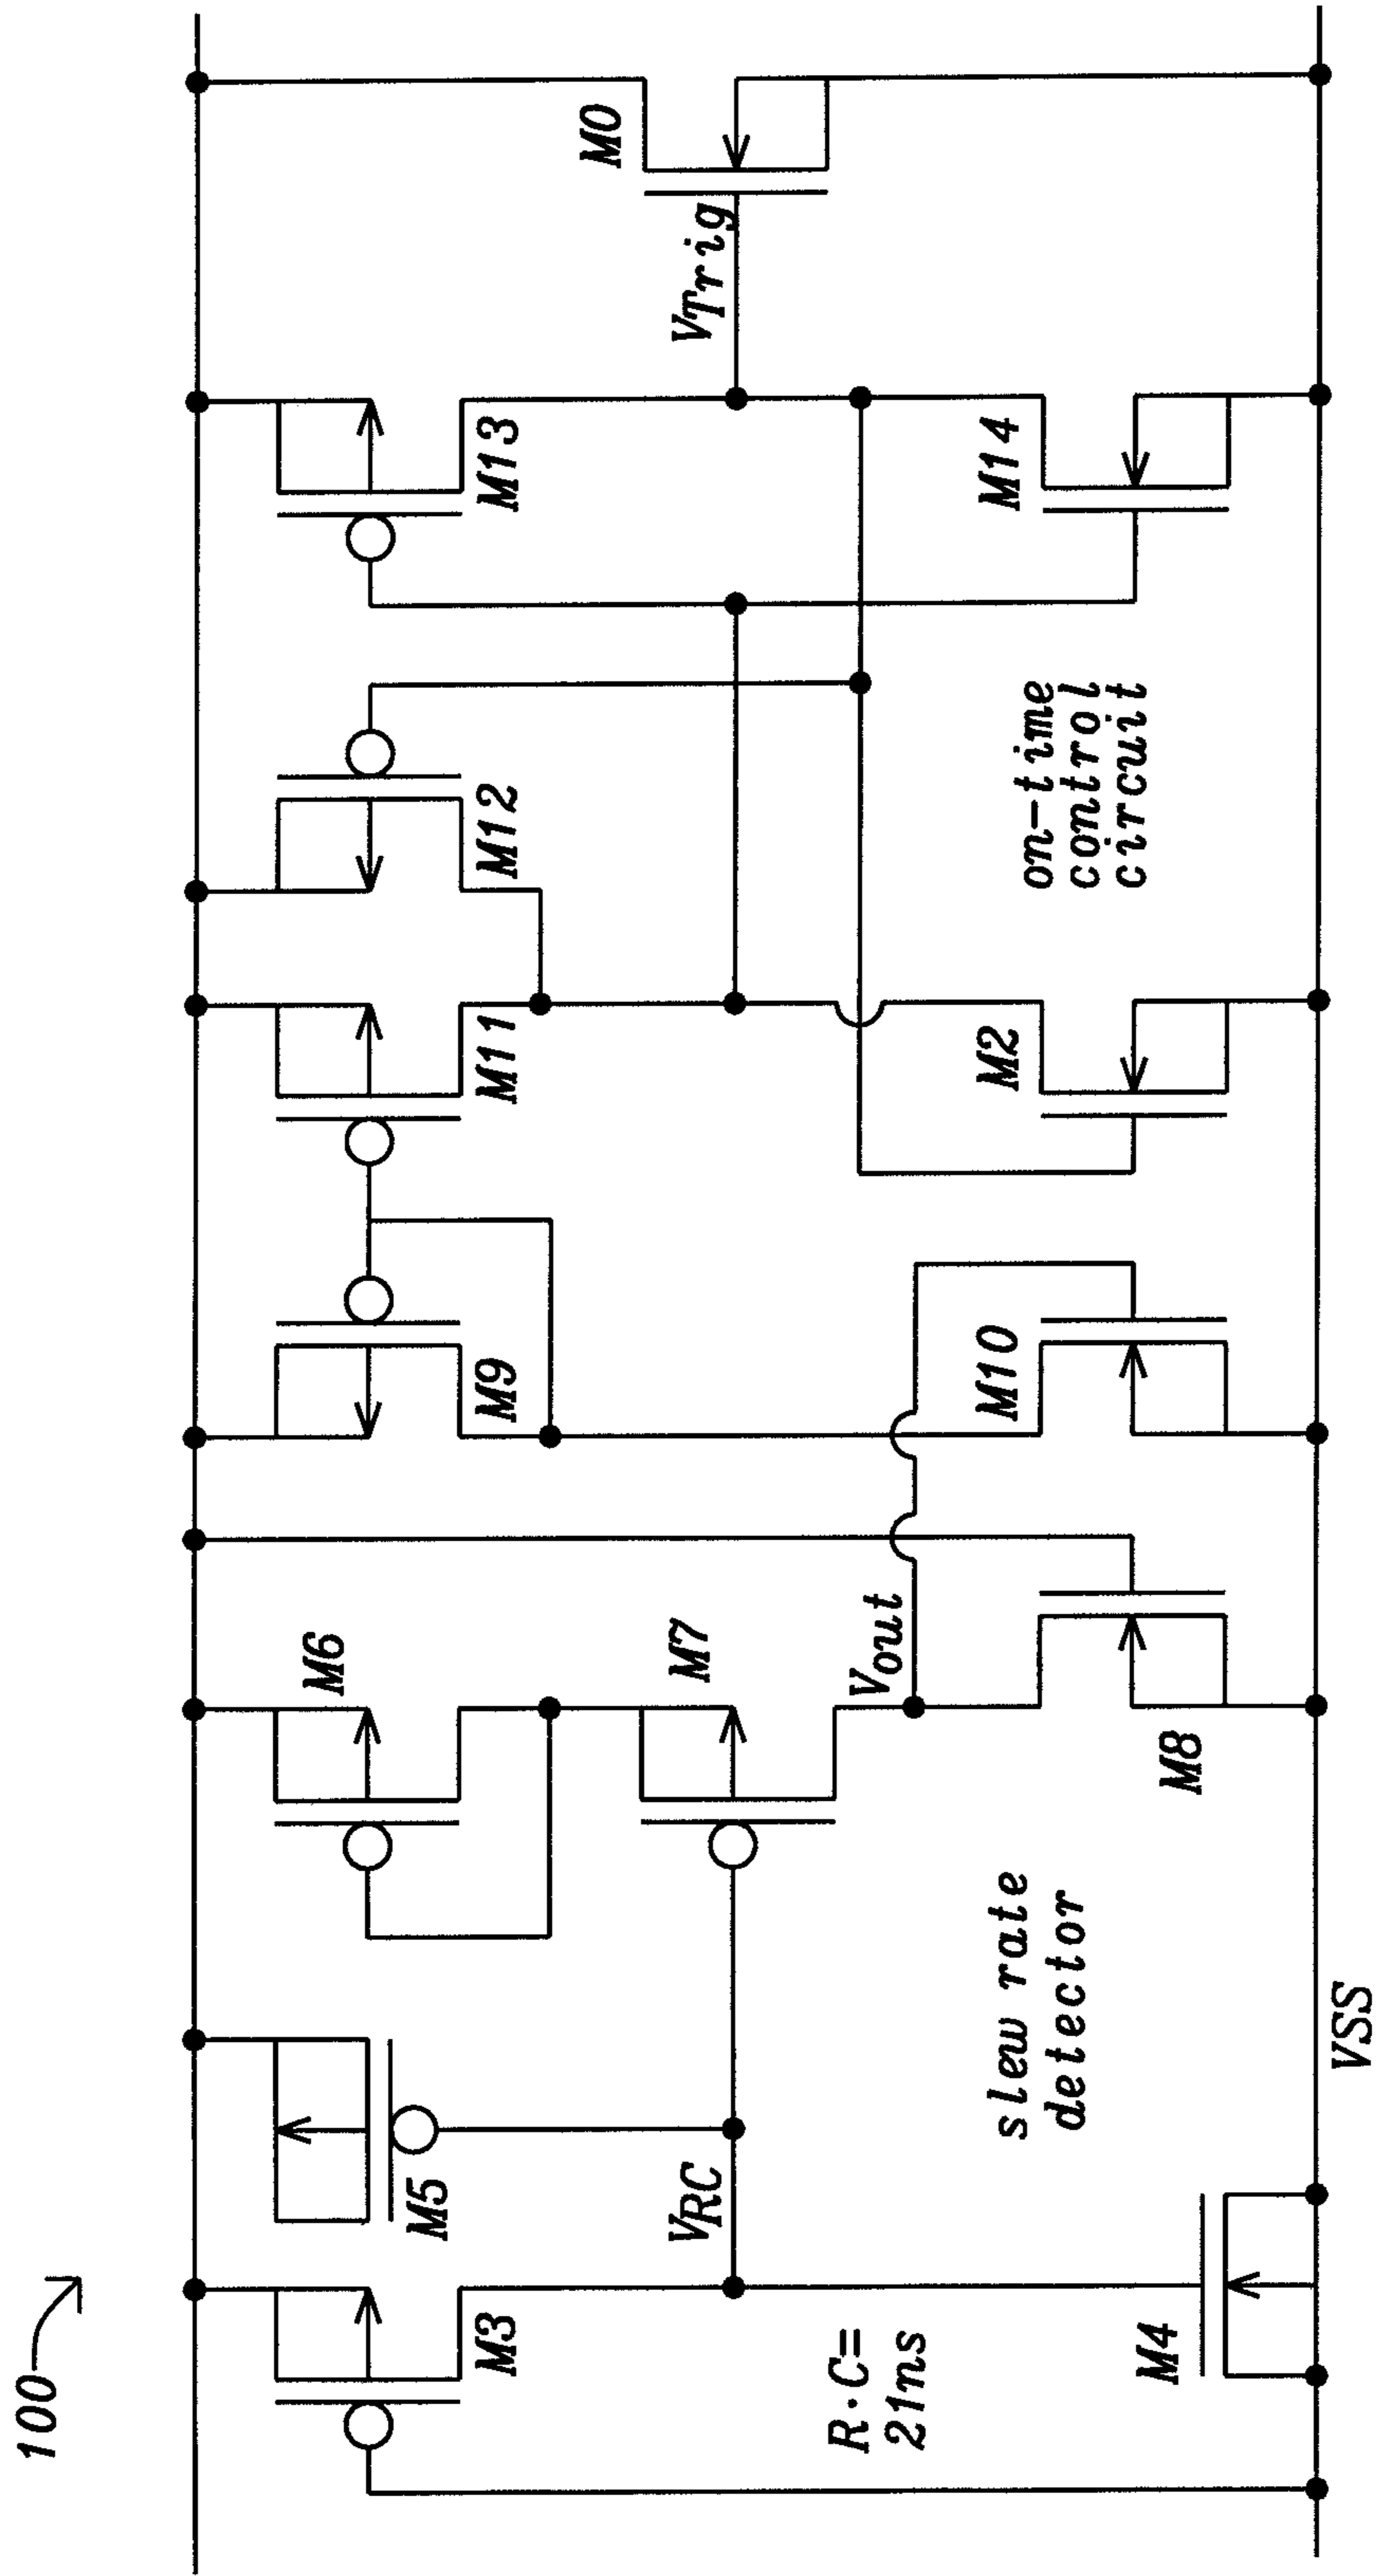 100
M3
M5
M6
M9
M11
M12
M13
M0
VRC
M7
VTrig
R·C=
21ns
Vout
slew rate
detector
M4
M8
M10
M2
M14
on-time
control
circuit
VSS